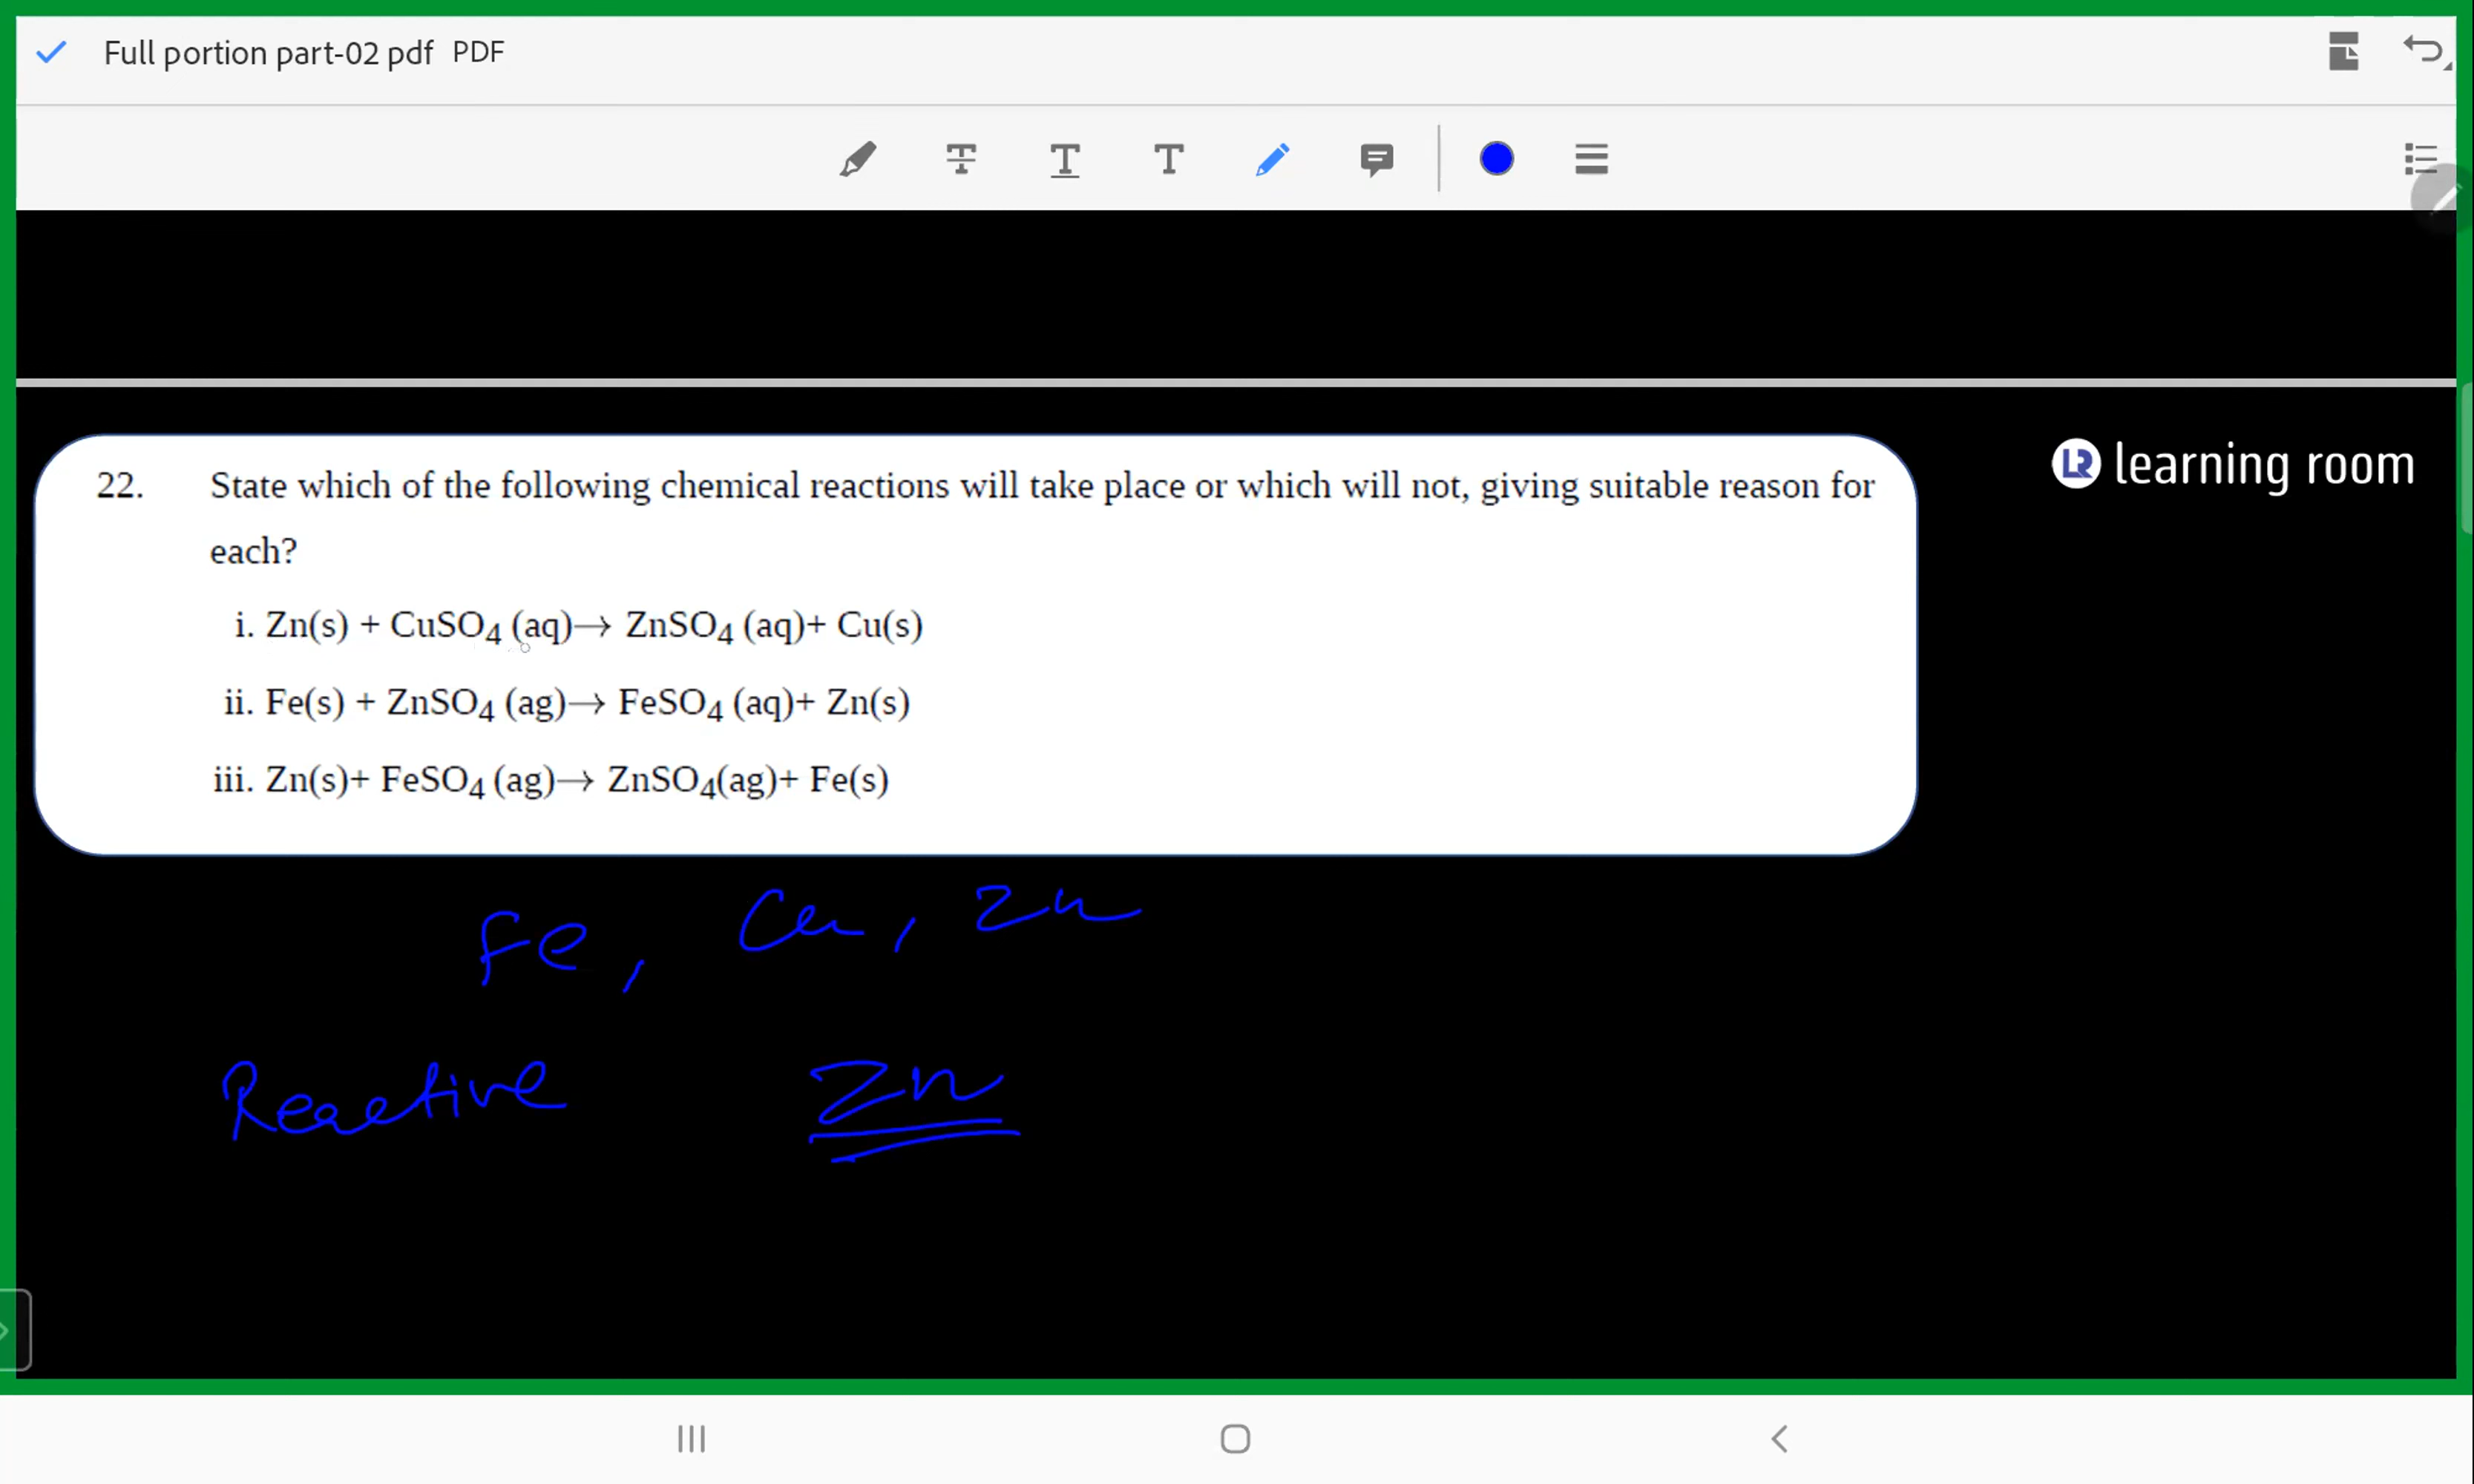 Full portion part-02 pdf PDF
learning room
22. State which of the following chemical reactions will take place or which will not, giving suitable reason for
each?
i. Zn(s) + CuSO4 (aq)→ ZnSO4 (aq)+ Cu(s)
ii. Fe(s) + ZnSO4 (ag)→ FeSO4 (aq)+ Zn(s)
iii. Zn(s)+ FeSO4 (ag)→ ZnSO4(ag)+ Fe(s)
Fe, Cu, Zn
Reactive Zn